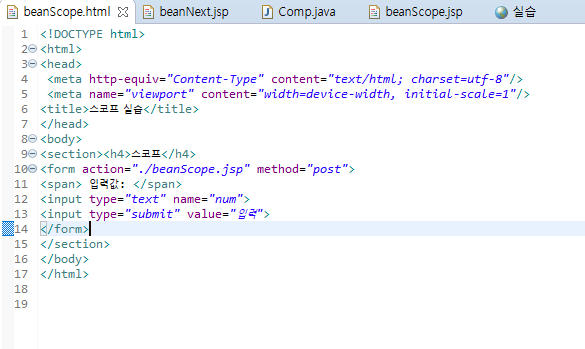 beanScope.html beanNext.jsp Comp.java beanScope.jsp 실습
1 <!DOCTYPE html>
2 <html>
3 <head>
4 <meta http-equiv="Content-Type" content="text/html; charset=utf-8"/>
5 <meta name="viewport" content="width=device-width, initial-scale=1"/>
6 <title>스코프 실습</title>
7 </head>
8 <body>
9 <section><h4>스코프</h4>
10 <form action="./beanScope.jsp" method="post">
11 <span> 입력값: </span>
12 <input type="text" name="num">
13 <input type="submit" value="입력">
14 </form>
15 </section>
16 </body>
17 </html>
18
19